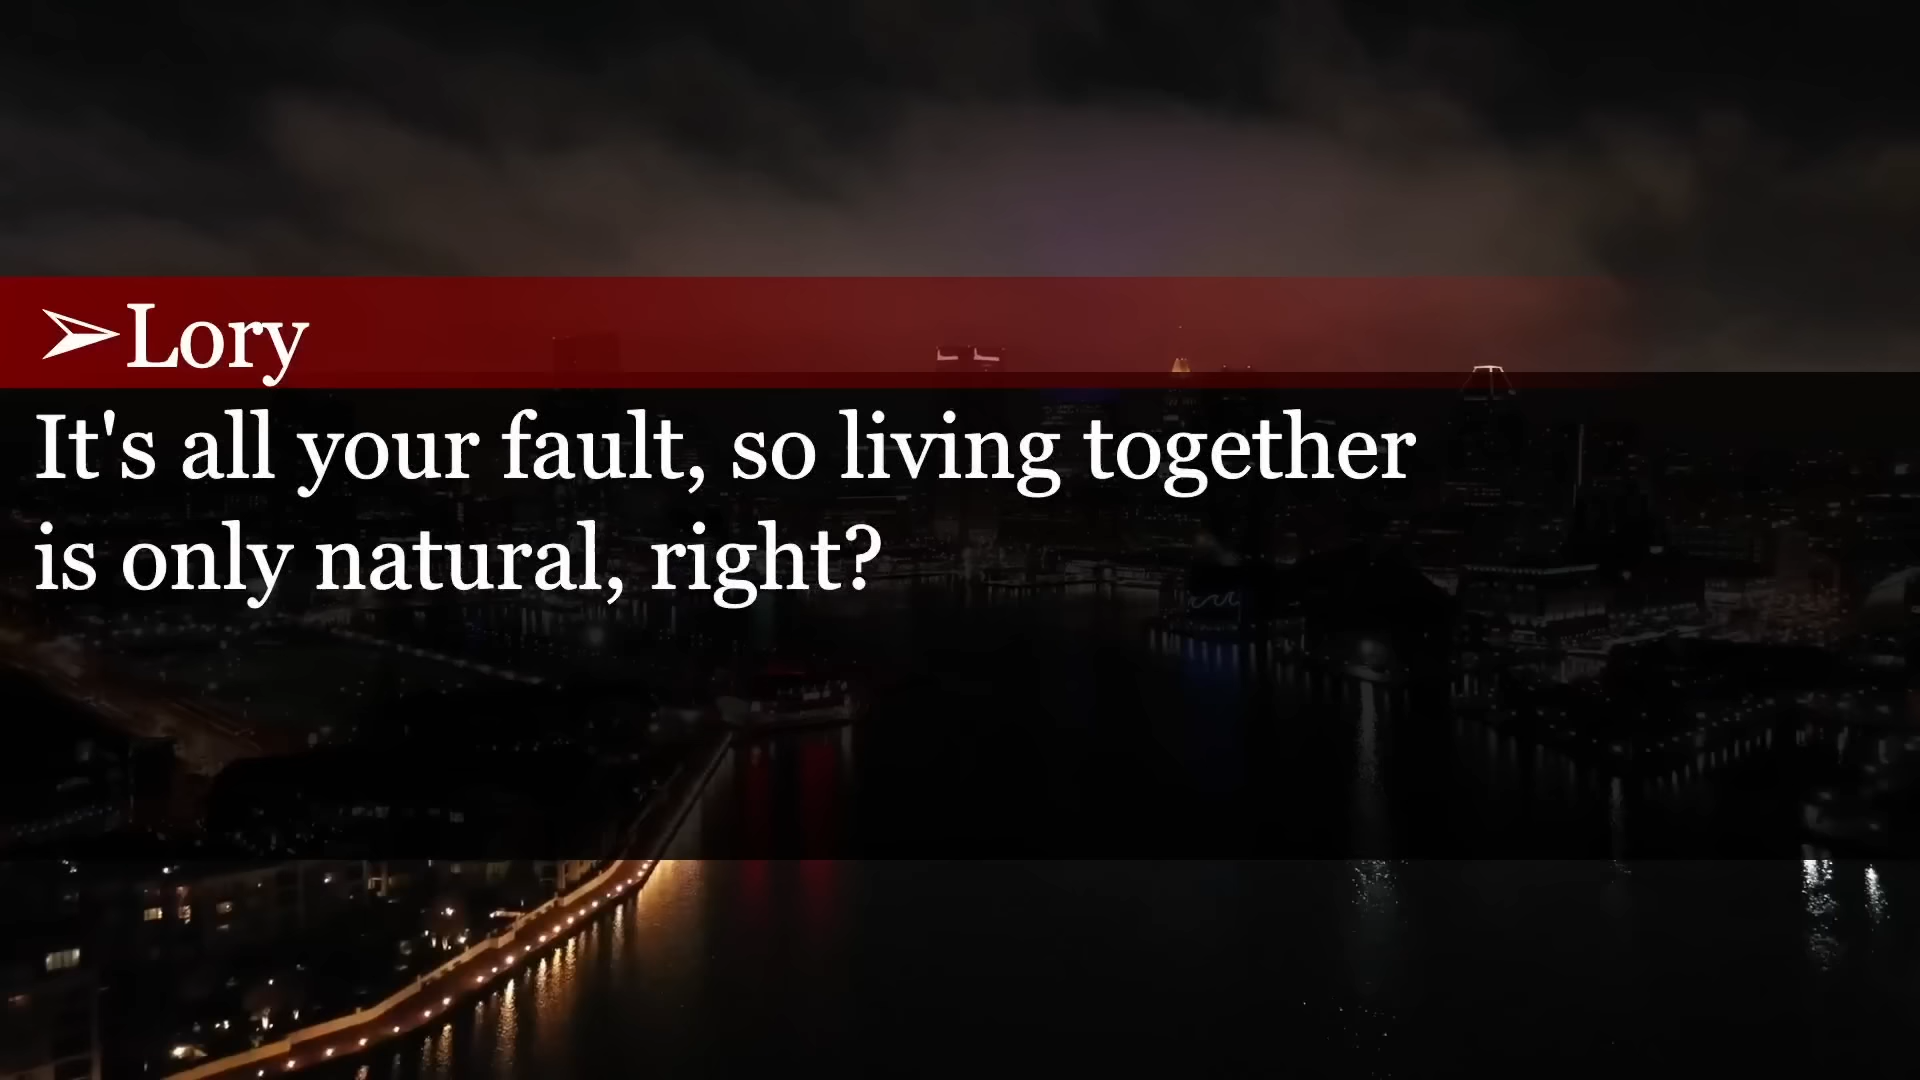 ➢Lory
It's all your fault, so living together
is only natural, right?